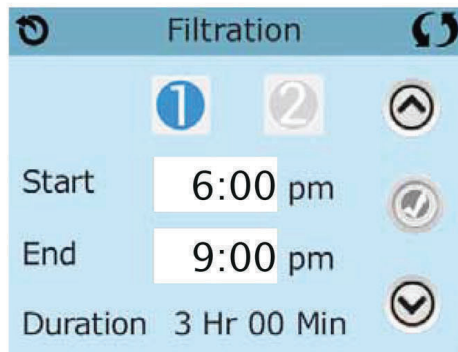 Filtration
1 2
Start 6:00 pm
End 9:00 pm
Duration 3 Hr 00 Min